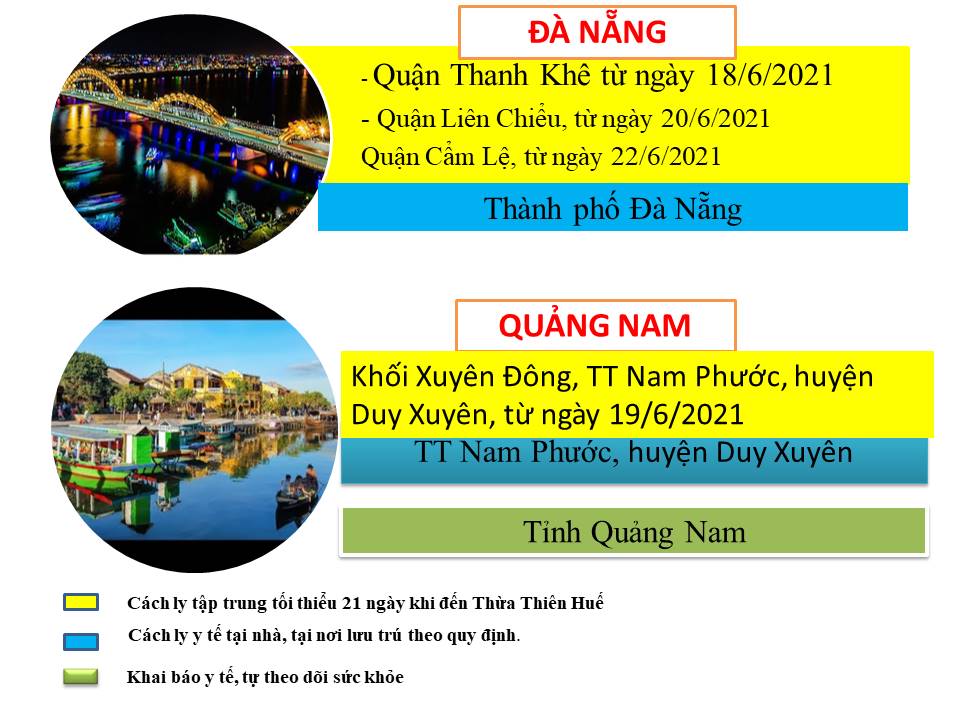 ĐÀ NẴNG
- Quận Thanh Khê từ ngày 18/6/2021
- Quận Liên Chiểu, từ ngày 20/6/2021
Quận Cẩm Lệ, từ ngày 22/6/2021
Thành phố Đà Nẵng
QUẢNG NAM
Khối Xuyên Đông, TT Nam Phước, huyện
Duy Xuyên, từ ngày 19/6/2021
TT Nam Phước, huyện Duy Xuyên
Tỉnh Quảng Nam
Cách ly tập trung tối thiểu 21 ngày khi đến Thừa Thiên Huế
Cách ly y tế tại nhà, tại nơi lưu trú theo quy định.
Khai báo y tế, tự theo dõi sức khỏe